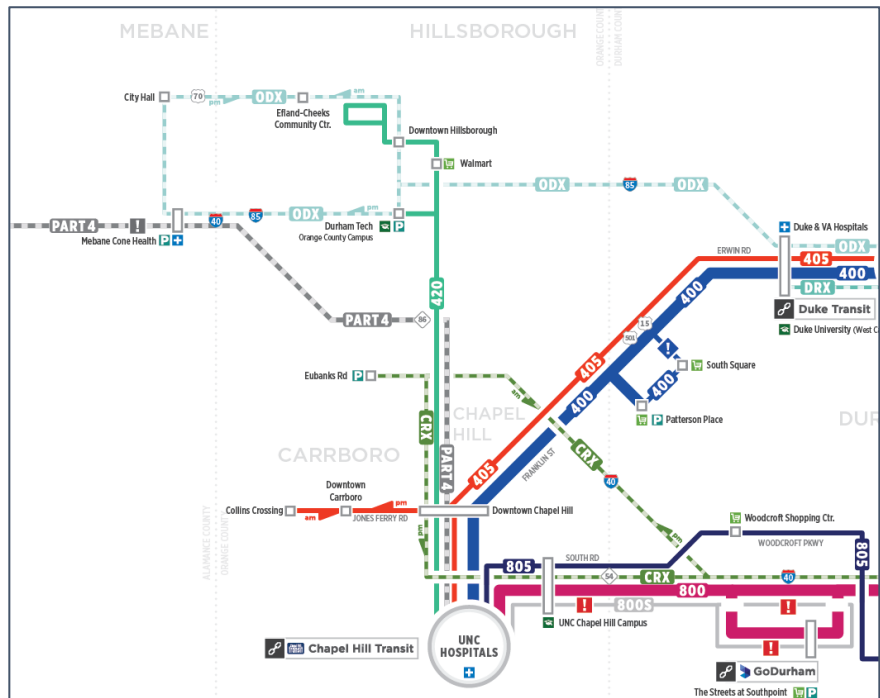 MEBANE
HILLSBOROUGH
ORANGE COUNTY
DURHAM COUNTY
City Hall
70
pm
ODX
am
Efland-Cheeks
Community Ctr.
Downtown Hillsborough
Walmart
ODX
85
ODX
PART4
!
40
85
ODX
pm
Durham Tech
P
Orange County Campus
Mebane Cone Health P
Duke & VA Hospitals
ODX
ERWIN RD
405
400
DRX
Duke Transit
Duke University (West C
420
PART4
86
400
15
501
!
South Square
400
Patterson Place
P
405
400
Eubanks Rd P
am
CRX
CHAPEL
HILL
DUR
CARRBORO
PART4
405
FRANKLIN ST
CRX
40
Downtown
Carrboro
Collins Crossing
am
pm
JONES FERRY RD
Downtown Chapel Hill
Woodcroft Shopping Ctr.
WOODCROFT PKWY
pm
pm
805
SOUTH RD
805
54
CRX
40
800
800S
!
!
!
UNC Chapel Hill Campus
UNC
HOSPITALS
Chapel Hill Transit
GoDurham
The Streets at Southpoint P
ALAMANCE COUNTY
ORANGE COUNTY